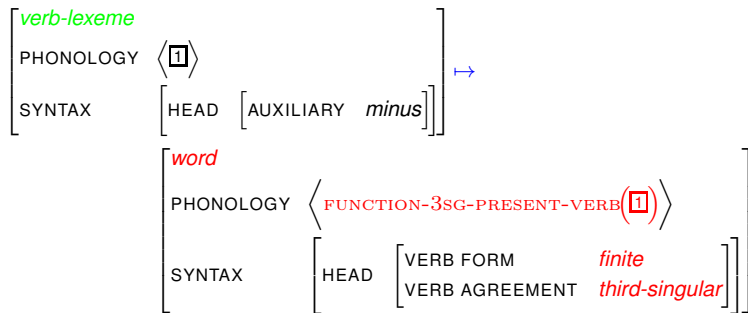 verb-lexeme
PHONOLOGY ⟨1⟩
SYNTAX [HEAD [AUXILIARY minus]] ↦
word
PHONOLOGY ⟨FUNCTION-3SG-PRESENT-VERB(1)⟩
SYNTAX [HEAD [VERB FORM finite
VERB AGREEMENT third-singular]]